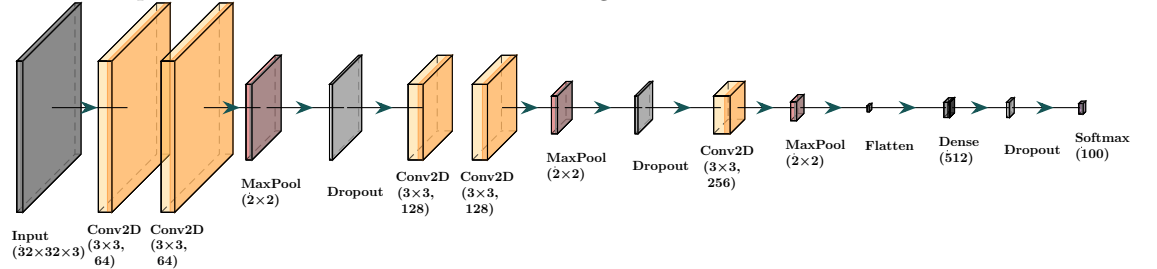 Input
(32×32×3)
Conv2D
(3×3,
64)
Conv2D
(3×3,
64)
MaxPool
(2×2)
Dropout
Conv2D
(3×3,
128)
Conv2D
(3×3,
128)
MaxPool
(2×2)
Dropout
Conv2D
(3×3,
256)
MaxPool
(2×2)
Flatten
Dense
(512)
Dropout
Softmax
(100)